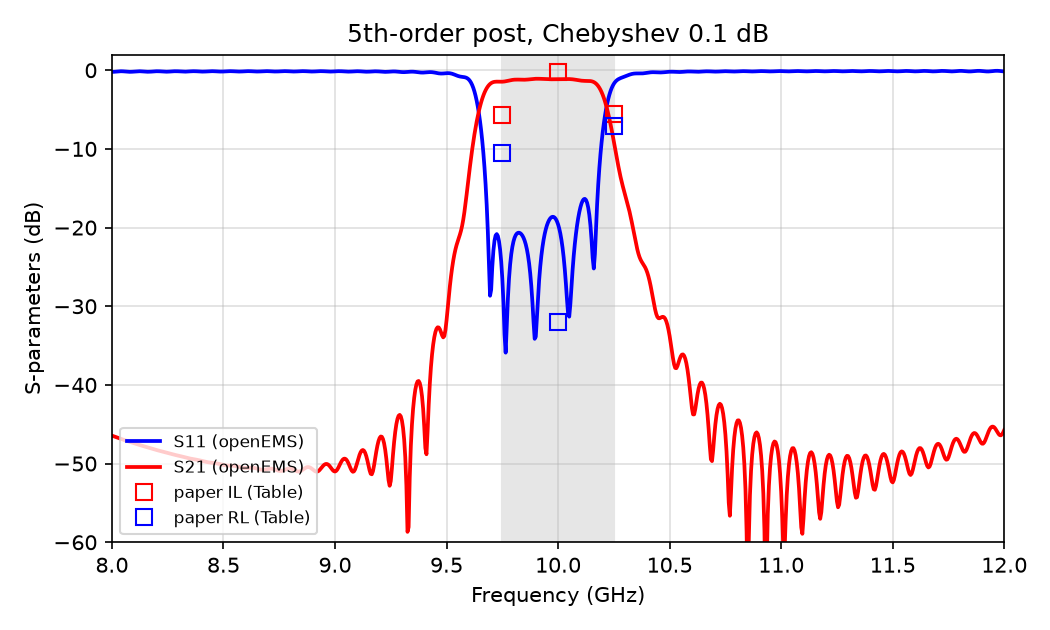 5th-order post, Chebyshev 0.1 dB
S-parameters (dB)
0
−10
−20
−30
−40
−50
−60
S11 (openEMS)
S21 (openEMS)
paper IL (Table)
paper RL (Table)
8.0 8.5 9.0 9.5 10.0 10.5 11.0 11.5 12.0
Frequency (GHz)